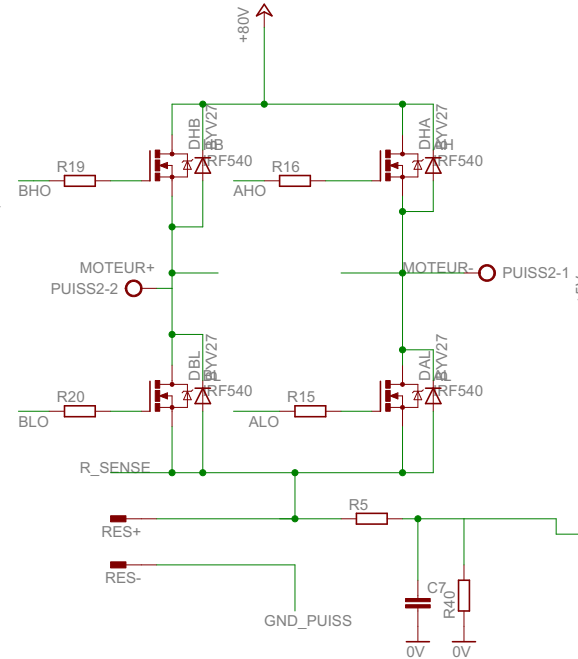 +80V
DHB
BYV27
HB
IRF540
DHA
BYV27
AH
IRF540
R19
BHO
R16
AHO
MOTEUR+
PUISS2-2
MOTEUR-
PUISS2-1
DBL
BYV27
BL
IRF540
DAL
BYV27
AL
IRF540
R20
BLO
R15
ALO
R_SENSE
RES+
R5
RES-
GND_PUISS
C7
R40
0V
0V